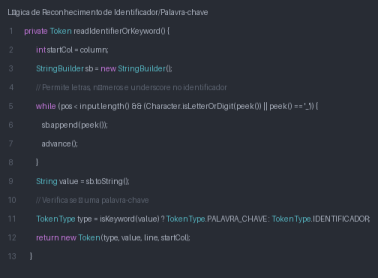 Lógica de Reconhecimento de Identificador/Palavra-chave
1 private Token readIdentifierOrKeyword() {
2 int startCol = column;
3 StringBuilder sb = new StringBuilder();
4 // Permite letras, números e underscore no identificador
5 while (pos < input.length() && (Character.isLetterOrDigit(peek()) || peek() == '_')) {
6 sb.append(peek());
7 advance();
8 }
9 String value = sb.toString();
10 // Verifica se é uma palavra-chave
11 TokenType type = isKeyword(value) ? TokenType.PALAVRA_CHAVE : TokenType.IDENTIFICADOR;
12 return new Token(type, value, line, startCol);
13 }